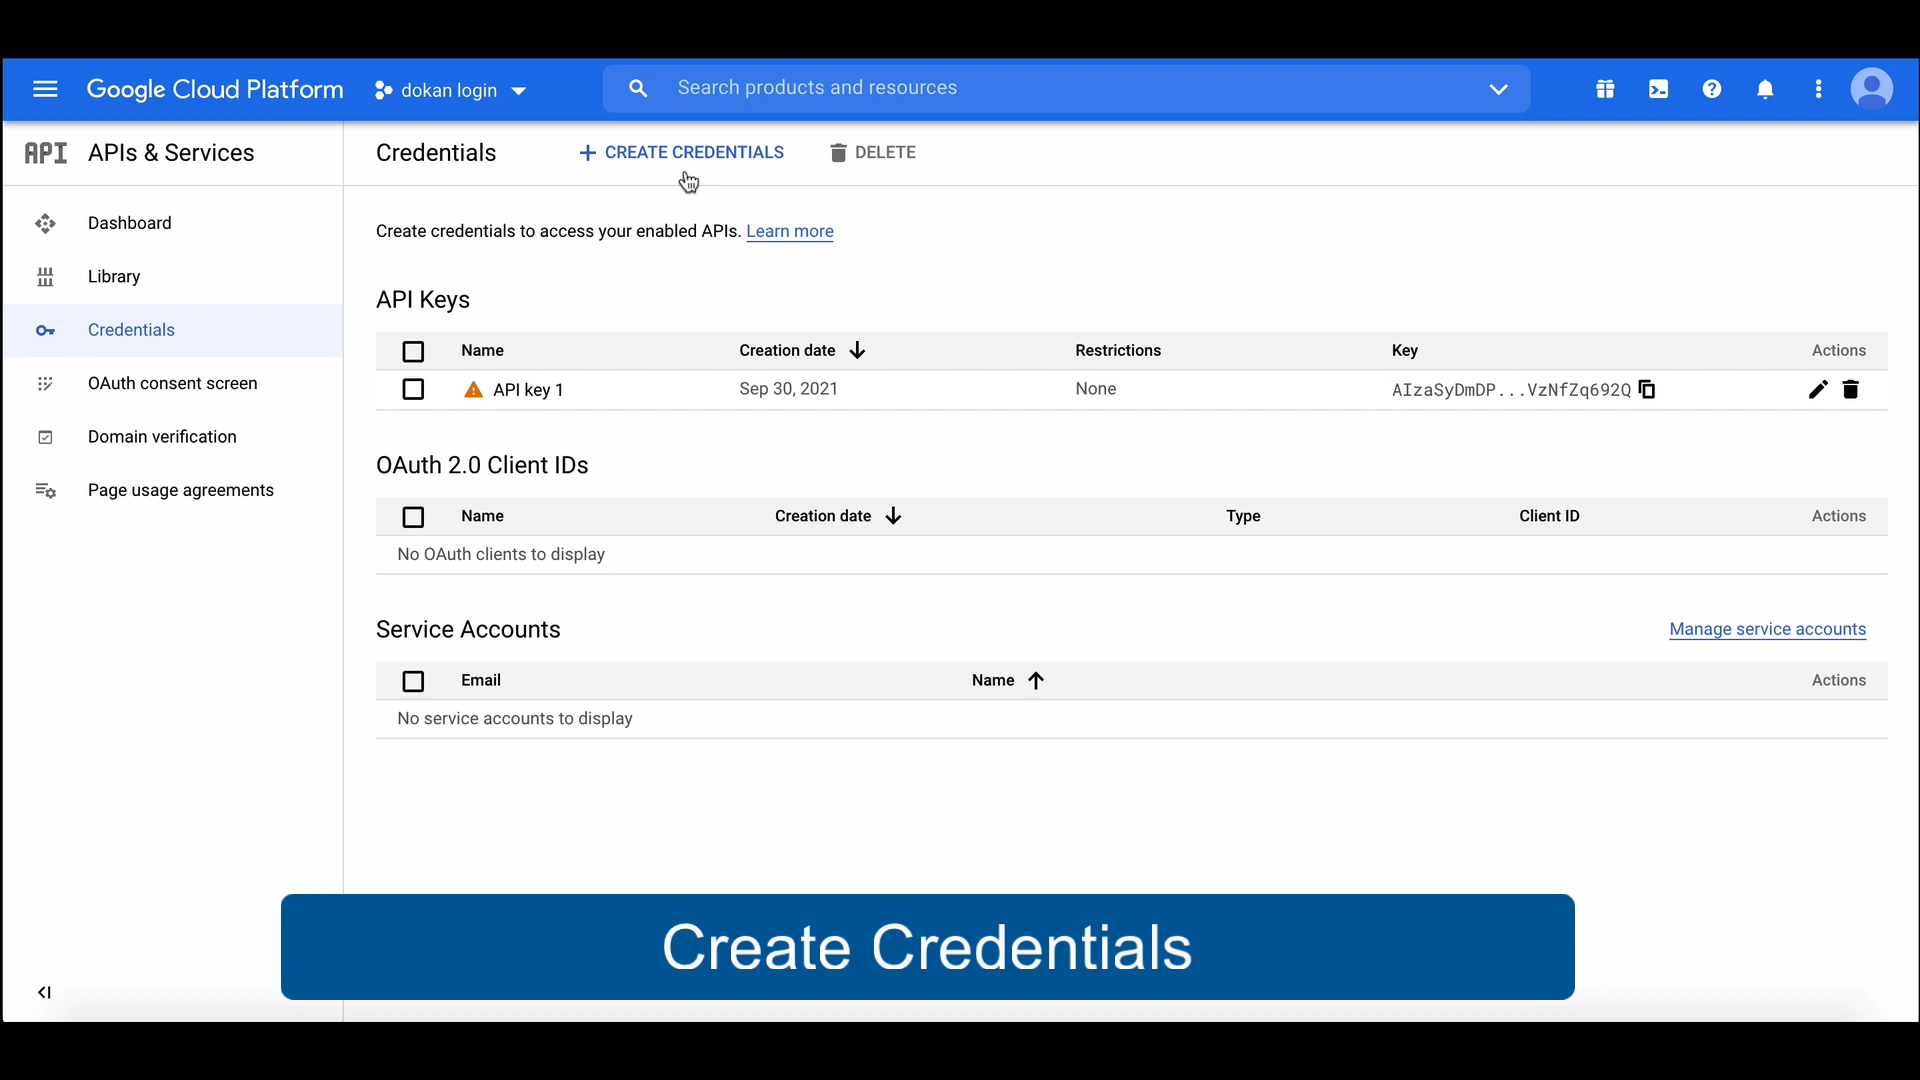 Google Cloud Platform
dokan login
Search products and resources
API
APIs & Services
Credentials
CREATE CREDENTIALS
DELETE
Dashboard
Library
Credentials
OAuth consent screen
Domain verification
Page usage agreements
Create credentials to access your enabled APIs. Learn more
API Keys
Name Creation date Restrictions Key Actions
API key 1 Sep 30, 2021 None AIzaSyDmDP...VzNfZq692Q
OAuth 2.0 Client IDs
Name Creation date Type Client ID Actions
No OAuth clients to display
Service Accounts
Manage service accounts
Email Name Actions
No service accounts to display
Create Credentials